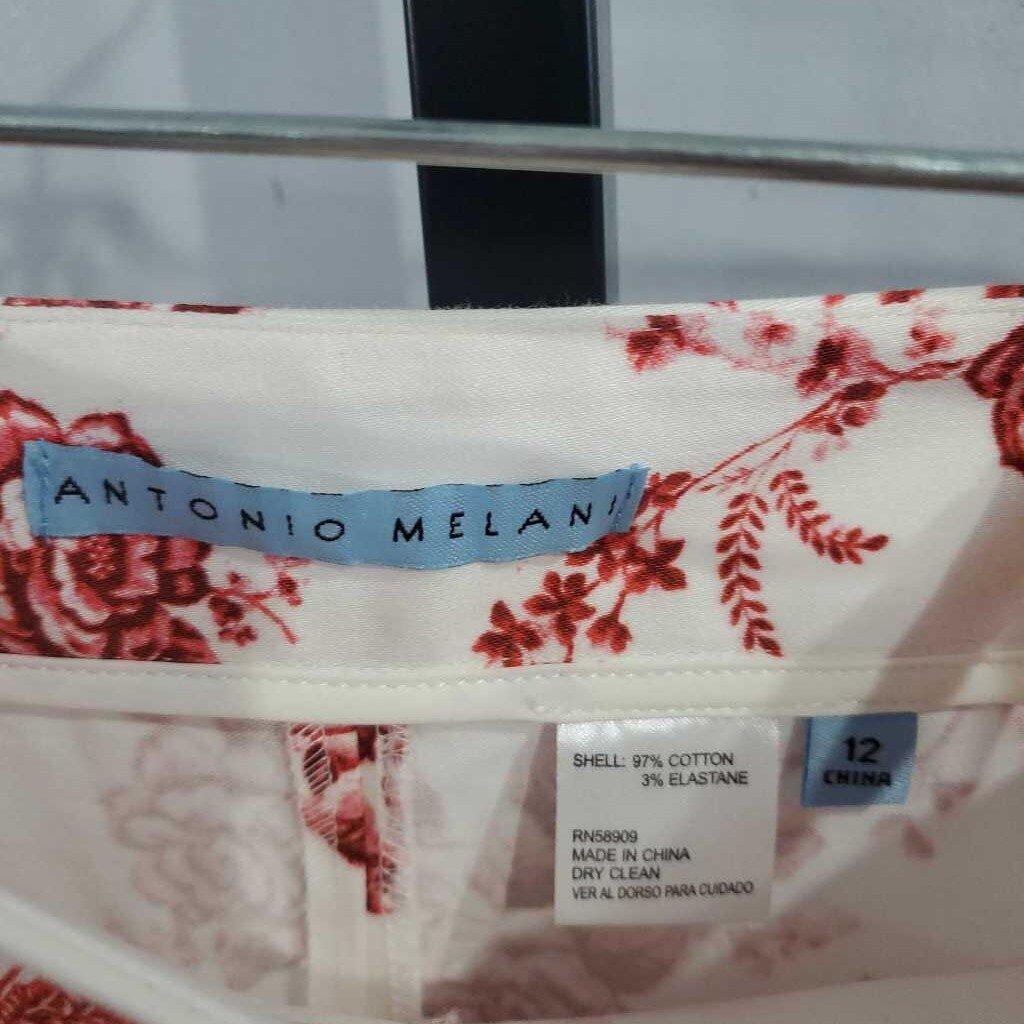 ANTONIO MELANI
SHELL: 97% COTTON
3% ELASTANE
RN58909
MADE IN CHINA
DRY CLEAN
VER AL DORSO PARA CUIDADO
12
CHINA